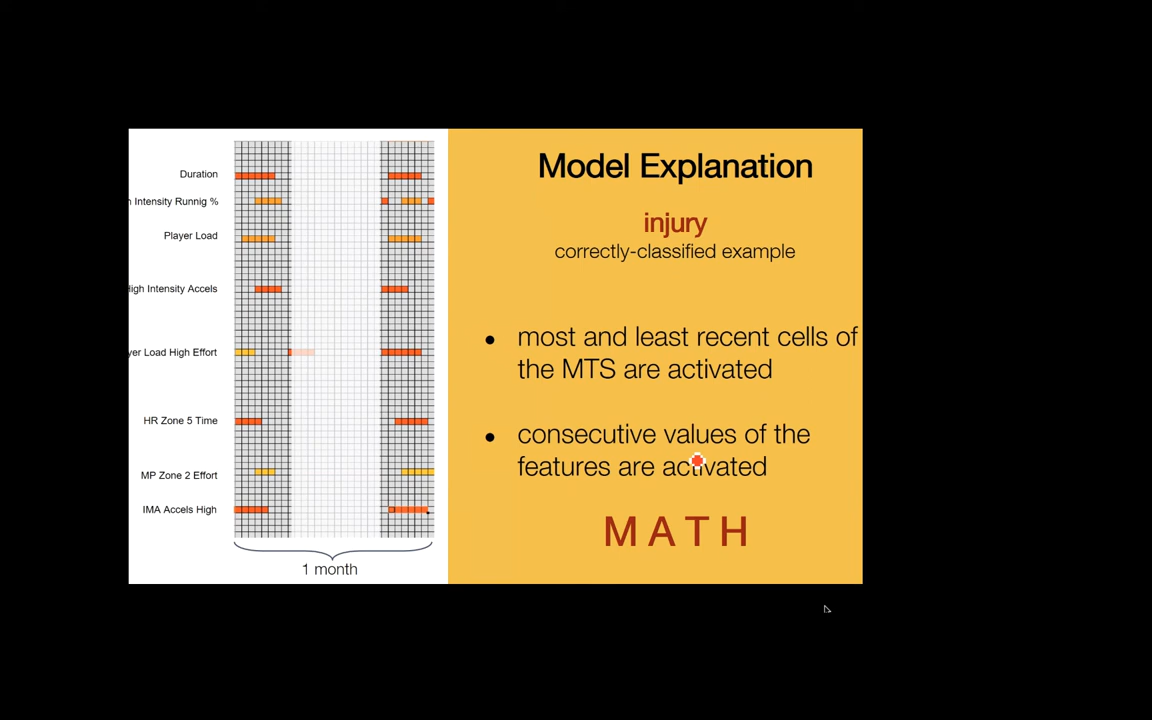 Duration
n Intensity Runnig %
Player Load
High Intensity Accels
yer Load High Effort
HR Zone 5 Time
MP Zone 2 Effort
IMA Accels High
1 month
Model Explanation
injury
correctly-classified example
• most and least recent cells of
the MTS are activated
• consecutive values of the
features are activated
MATH